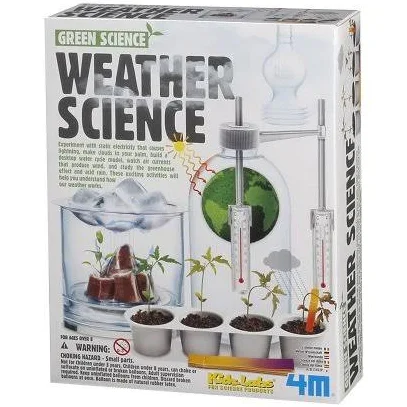 GREEN SCIENCE
WEATHER
SCIENCE
Experiment with static electricity that causes
lightning, make clouds in your palm, build a
desktop water cycle model, watch air currents
that produce wind, and study the greenhouse
effect and acid rain. These exciting activities will
help you understand how
our weather works.
FOR AGES OVER 8
WARNING:
CHOKING HAZARD - Small parts.
Not for children under 3 years. Children under 8 years, can choke or
suffocate on uninflated or broken balloons. Adult supervision
required. Keep uninflated balloons from children. Discard broken
balloons at once. Balloon is made of natural rubber latex.
KidzLabs
FUN SCIENCE PRODUCTS
4M
WEATHER SCIENCE
4M